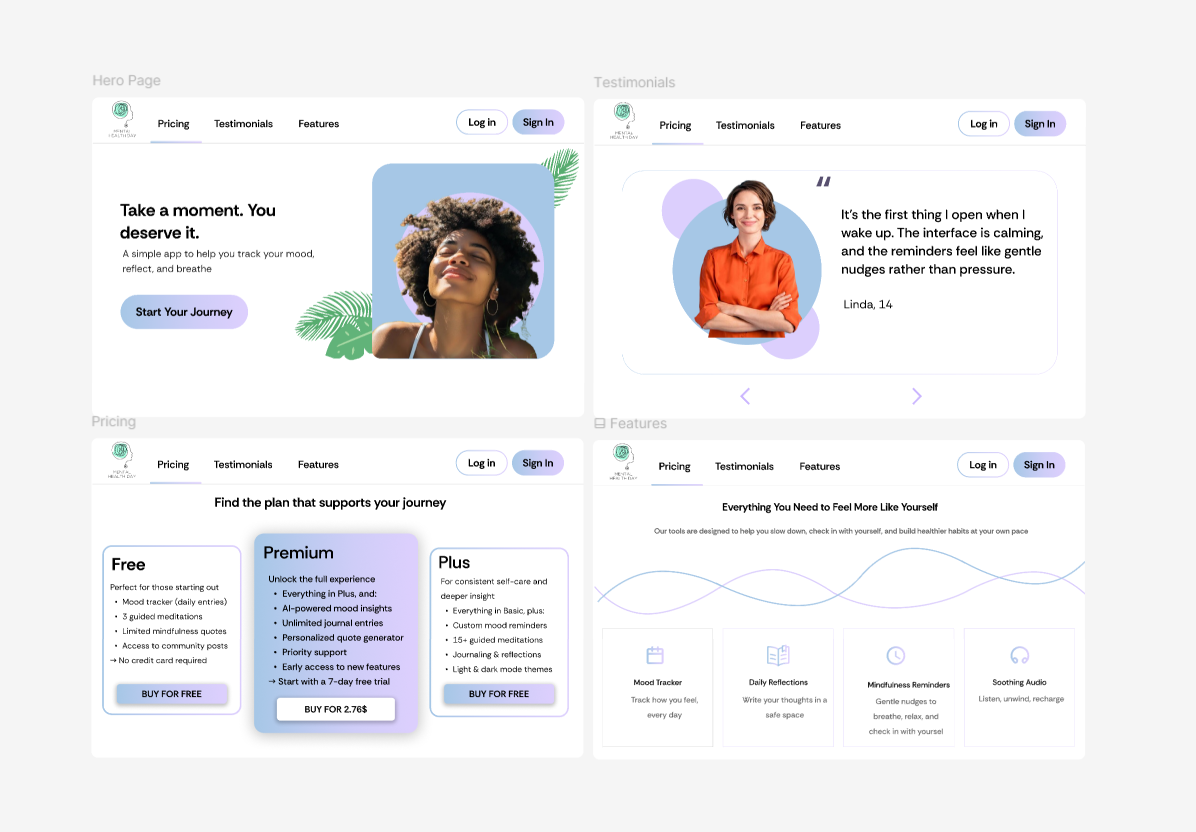 Hero Page
MENTAL
HEALTH DAY
Pricing
Testimonials
Features
Log in
Sign In
Take a moment. You
deserve it.
A simple app to help you track your mood,
reflect, and breathe
Start Your Journey
Testimonials
MENTAL
HEALTH DAY
Pricing
Testimonials
Features
Log in
Sign In
“
It's the first thing I open when I
wake up. The interface is calming,
and the reminders feel like gentle
nudges rather than pressure.
Linda, 14
Pricing
MENTAL
HEALTH DAY
Pricing
Testimonials
Features
Log in
Sign In
Find the plan that supports your journey
Free
Perfect for those starting out
• Mood tracker (daily entries)
• 3 guided meditations
• Limited mindfulness quotes
• Access to community posts
→ No credit card required
BUY FOR FREE
Premium
Unlock the full experience
• Everything in Plus, and:
• AI-powered mood insights
• Unlimited journal entries
• Personalized quote generator
• Priority support
• Early access to new features
→ Start with a 7-day free trial
BUY FOR 2.76$
Plus
For consistent self-care and
deeper insight
• Everything in Basic, plus:
• Custom mood reminders
• 15+ guided meditations
• Journaling & reflections
• Light & dark mode themes
BUY FOR FREE
Features
MENTAL
HEALTH DAY
Pricing
Testimonials
Features
Log in
Sign In
Everything You Need to Feel More Like Yourself
Our tools are designed to help you slow down, check in with yourself, and build healthier habits at your own pace
Mood Tracker
Track how you feel,
every day
Daily Reflections
Write your thoughts in a
safe space
Mindfulness Reminders
Gentle nudges to
breathe, relax, and
check in with yoursel
Soothing Audio
Listen, unwind, recharge